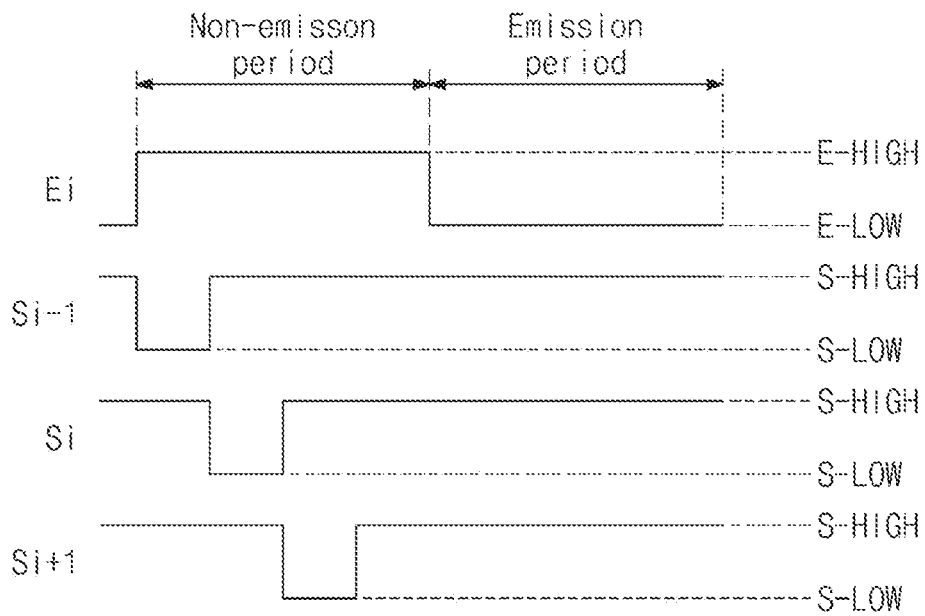 Non-emisson period
Emission period
Ei
E-HIGH
E-LOW
Si-1
S-HIGH
S-LOW
Si
S-HIGH
S-LOW
Si+1
S-HIGH
S-LOW